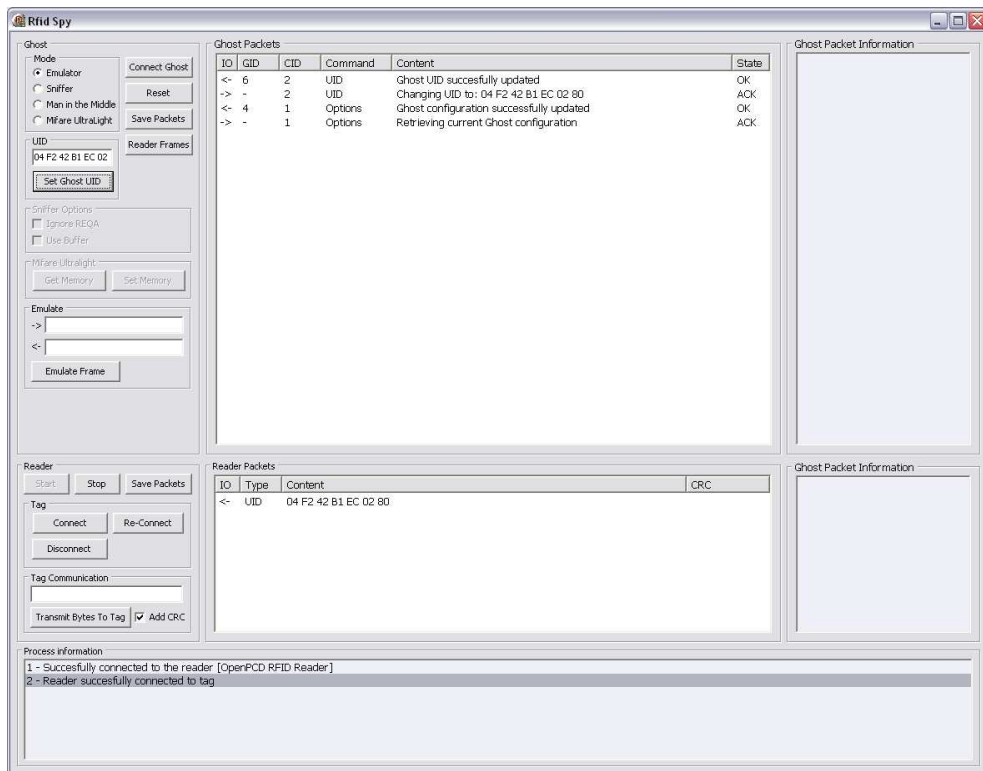 Rfid Spy
Ghost
Mode
Emulator
Sniffer
Man in the Middle
Mifare UltraLight
Connect Ghost
Reset
Save Packets
Reader Frames
UID
04 F2 42 B1 EC 02
Set Ghost UID
Sniffer Options
Ignore REQA
Use Buffer
Mifare Ultralight
Get Memory Set Memory
Emulate
->
<-
Emulate Frame
Ghost Packets
IO GID CID Command Content State
<- 6 2 UID Ghost UID succesfully updated OK
-> - 2 UID Changing UID to: 04 F2 42 B1 EC 02 80 ACK
<- 4 1 Options Ghost configuration successfully updated OK
-> - 1 Options Retrieving current Ghost configuration ACK
Ghost Packet Information
Reader
Start Stop Save Packets
Tag
Connect Re-Connect
Disconnect
Tag Communication
Transmit Bytes To Tag Add CRC
Reader Packets
IO Type Content CRC
<- UID 04 F2 42 B1 EC 02 80
Ghost Packet Information
Process information
1 - Succesfully connected to the reader [OpenPCD RFID Reader]
2 - Reader succesfully connected to tag